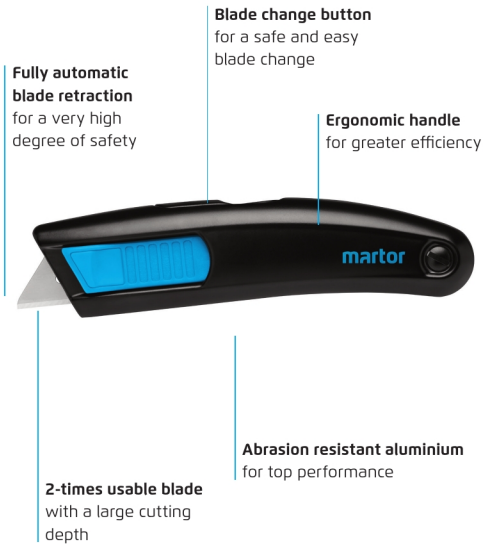 Blade change button
for a safe and easy
blade change
Fully automatic
blade retraction
for a very high
degree of safety
Ergonomic handle
for greater efficiency
martor
Abrasion resistant aluminium
for top performance
2-times usable blade
with a large cutting
depth